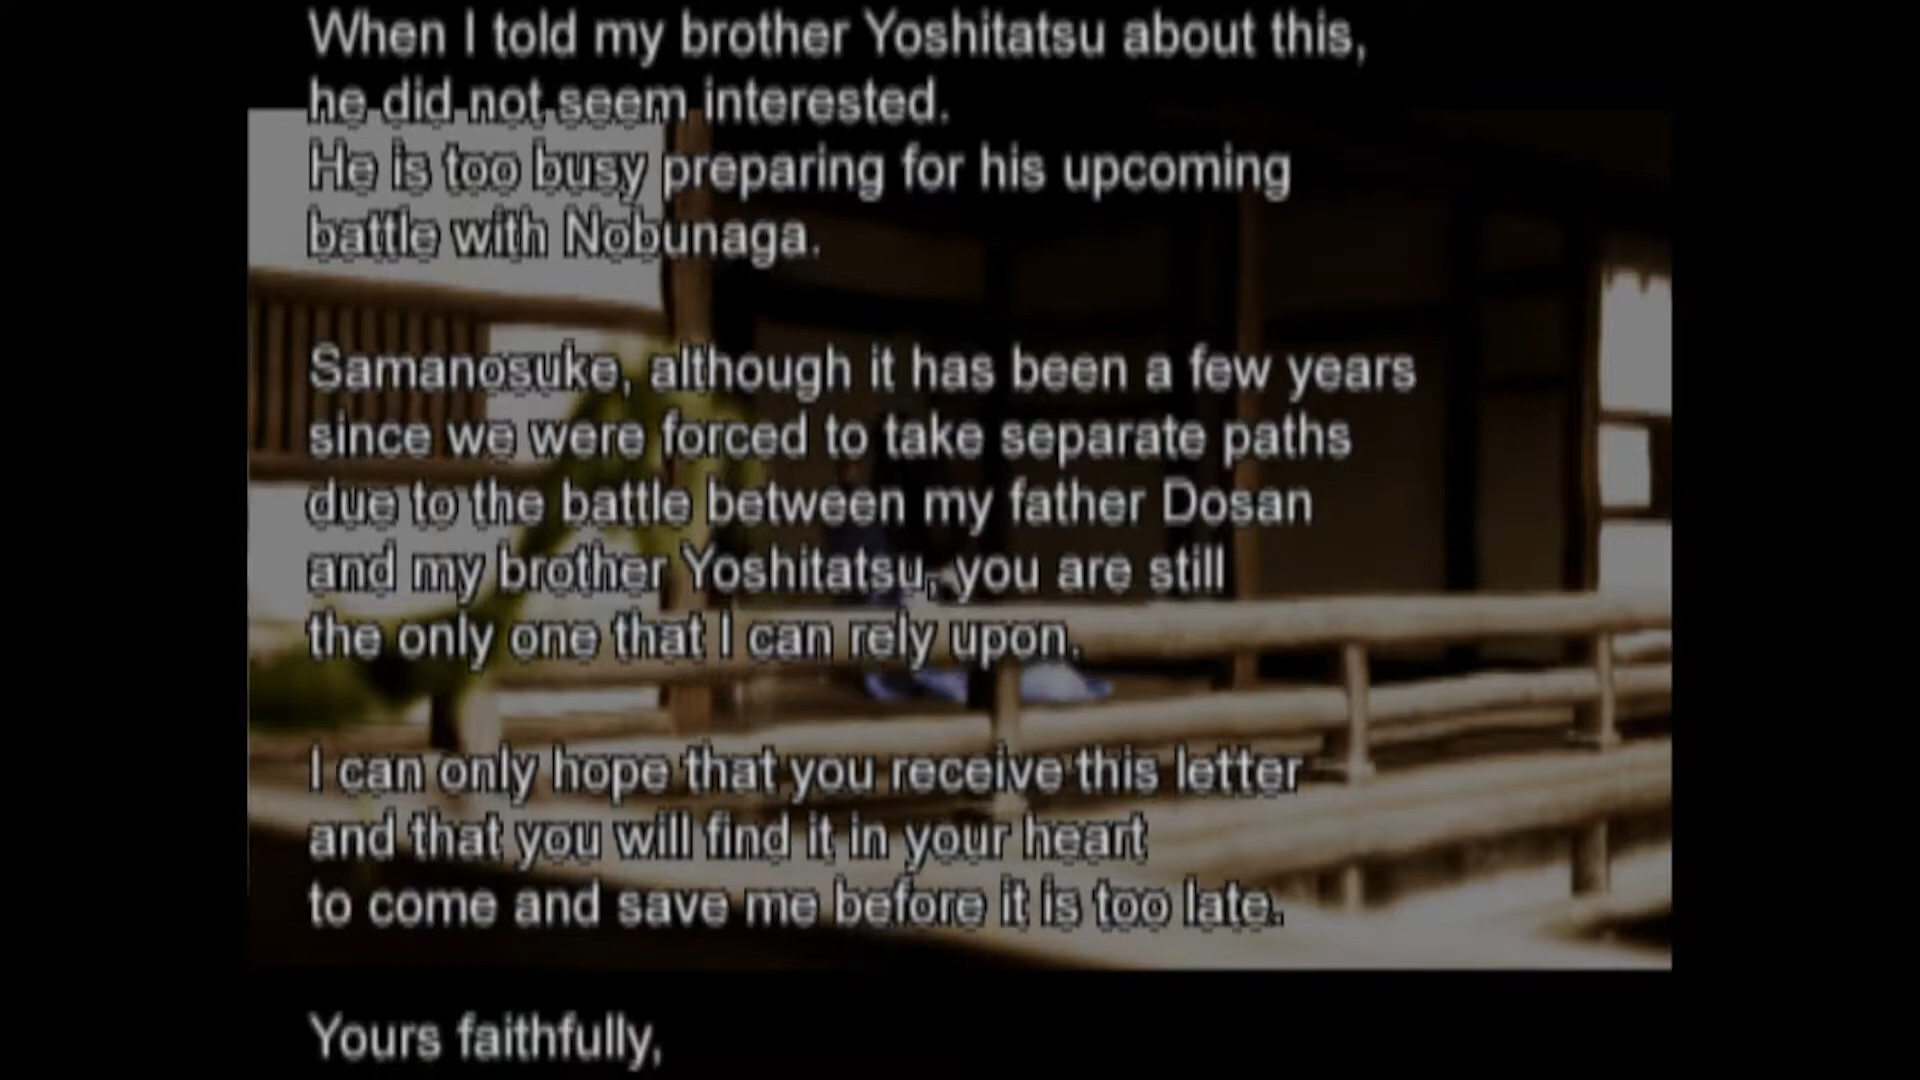 When I told my brother Yoshitatsu about this,
he did not seem interested.
He is too busy preparing for his upcoming
battle with Nobunaga.
Samanosuke, although it has been a few years
since we were forced to take separate paths
due to the battle between my father Dosan
and my brother Yoshitatsu, you are still
the only one that I can rely upon.
I can only hope that you receive this letter
and that you will find it in your heart
to come and save me before it is too late.
Yours faithfully,